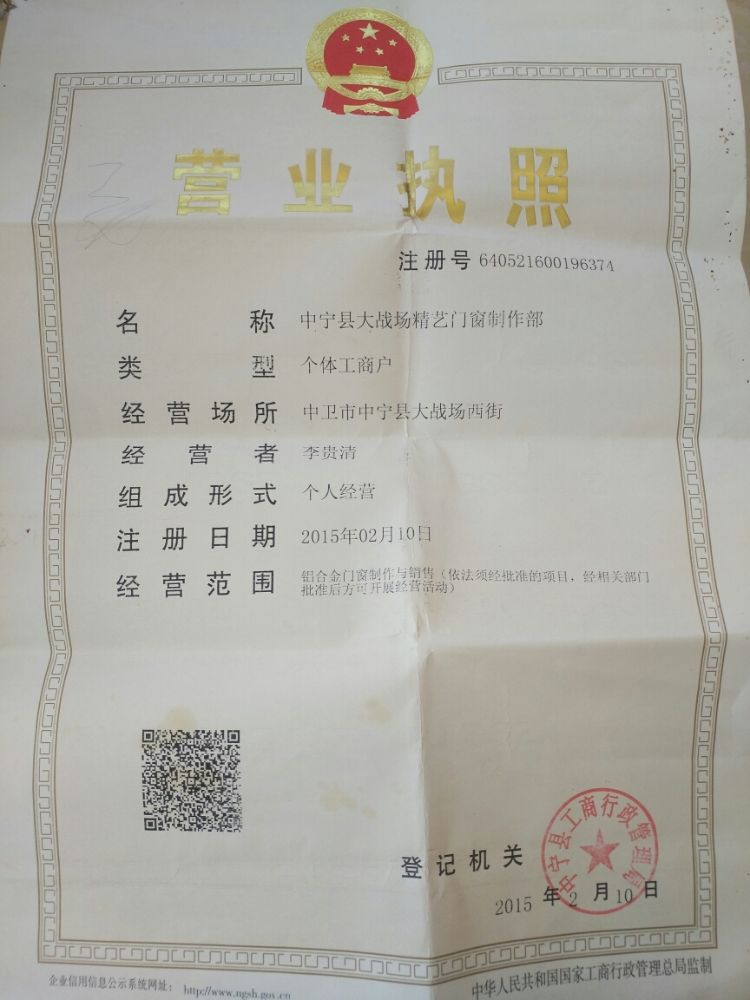 营业执照
注册号 640521600196374
名称 中宁县大战场精艺门窗制作部
类型 个体工商户
经营场所 中卫市中宁县大战场西街
经营者 李贵清
组成形式 个人经营
注册日期 2015年02月10日
经营范围 铝合金门窗制作与销售（依法须经批准的项目，经相关部门
批准后方可开展经营活动）
中宁县工商行政管理局
登记机关
2015 年 2 月 10 日
企业信用信息公示系统网址： http://www.ngsh.gov.cn
中华人民共和国国家工商行政管理总局监制